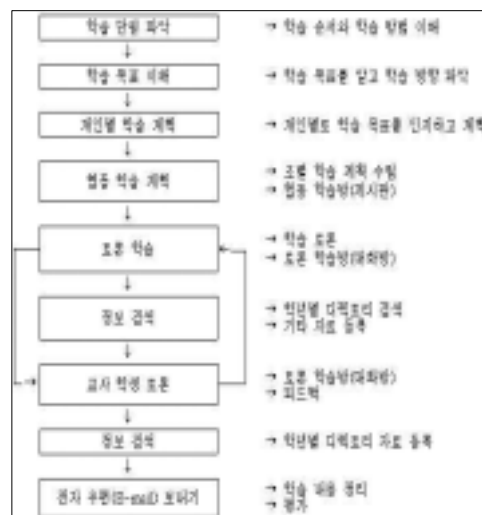 학습 단원 파악 → 학습 순서와 학습 방법 이해
학습 목표 이해 → 학습 목표를 알고 학습 방향 파악
개인별 학습 계획 → 개인별로 학습 목표를 인지하고 계획
협동 학습 계획 → 조별 학습 계획 수립
→ 협동 학습방(게시판)
토론 학습 → 학습 토론
→ 토론 학습방(대화방)
정보 검색 → 학년별 디렉토리 검색
→ 기타 자료 등록
교사 학생 토론 → 토론 학습방(대화방)
→ 피드백
정보 검색 → 학년별 디렉토리 자료 등록
전자 우편(E-mail) 보내기 → 학습 내용 정리
→ 평가